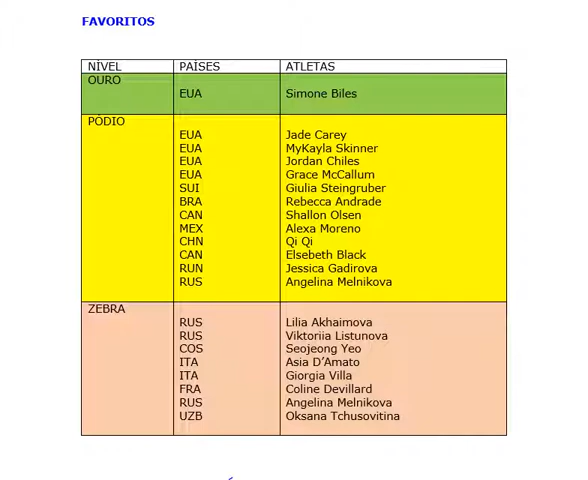 FAVORITOS
NÍVEL PAÍSES ATLETAS
OURO
EUA Simone Biles
PÓDIO
EUA Jade Carey
EUA MyKayla Skinner
EUA Jordan Chiles
EUA Grace McCallum
SUI Giulia Steingruber
BRA Rebecca Andrade
CAN Shallon Olsen
MEX Alexa Moreno
CHN Qi Qi
CAN Elsebeth Black
RUN Jessica Gadirova
RUS Angelina Melnikova
ZEBRA
RUS Lilia Akhaimova
RUS Viktoriia Listunova
COS Seojeong Yeo
ITA Asia D’Amato
ITA Giorgia Villa
FRA Coline Devillard
RUS Angelina Melnikova
UZB Oksana Tchusovitina